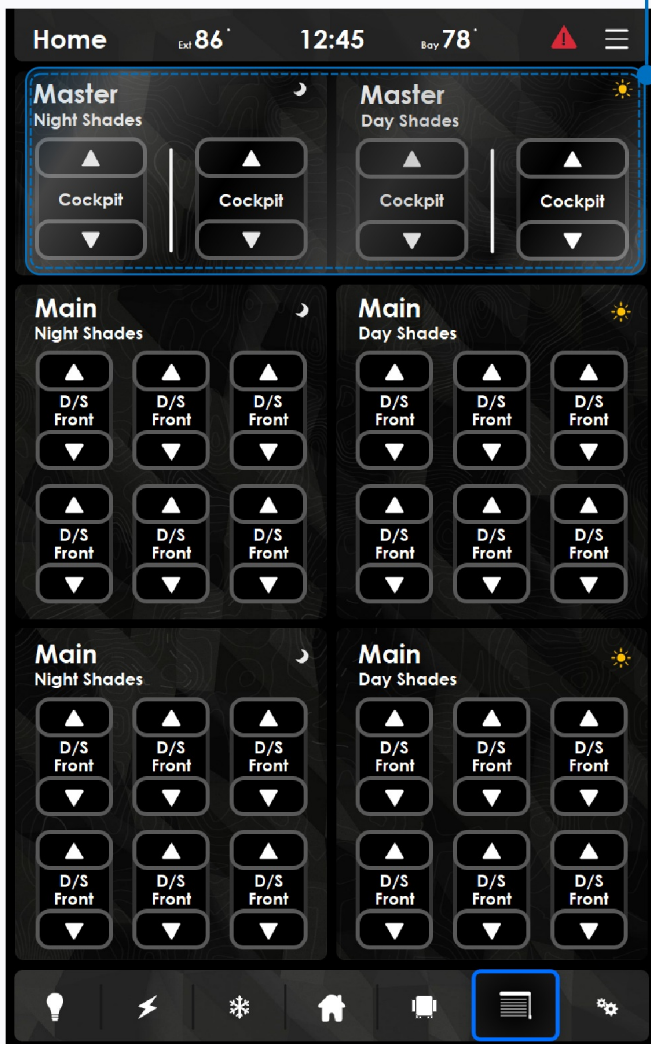 Home Ext 86° 12:45 Bay 78°
Master
Night Shades
Cockpit Cockpit
Master
Day Shades
Cockpit Cockpit
Main
Night Shades
D/S Front D/S Front D/S Front
D/S Front D/S Front D/S Front
Main
Day Shades
D/S Front D/S Front D/S Front
D/S Front D/S Front D/S Front
Main
Night Shades
D/S Front D/S Front D/S Front
D/S Front D/S Front D/S Front
Main
Day Shades
D/S Front D/S Front D/S Front
D/S Front D/S Front D/S Front